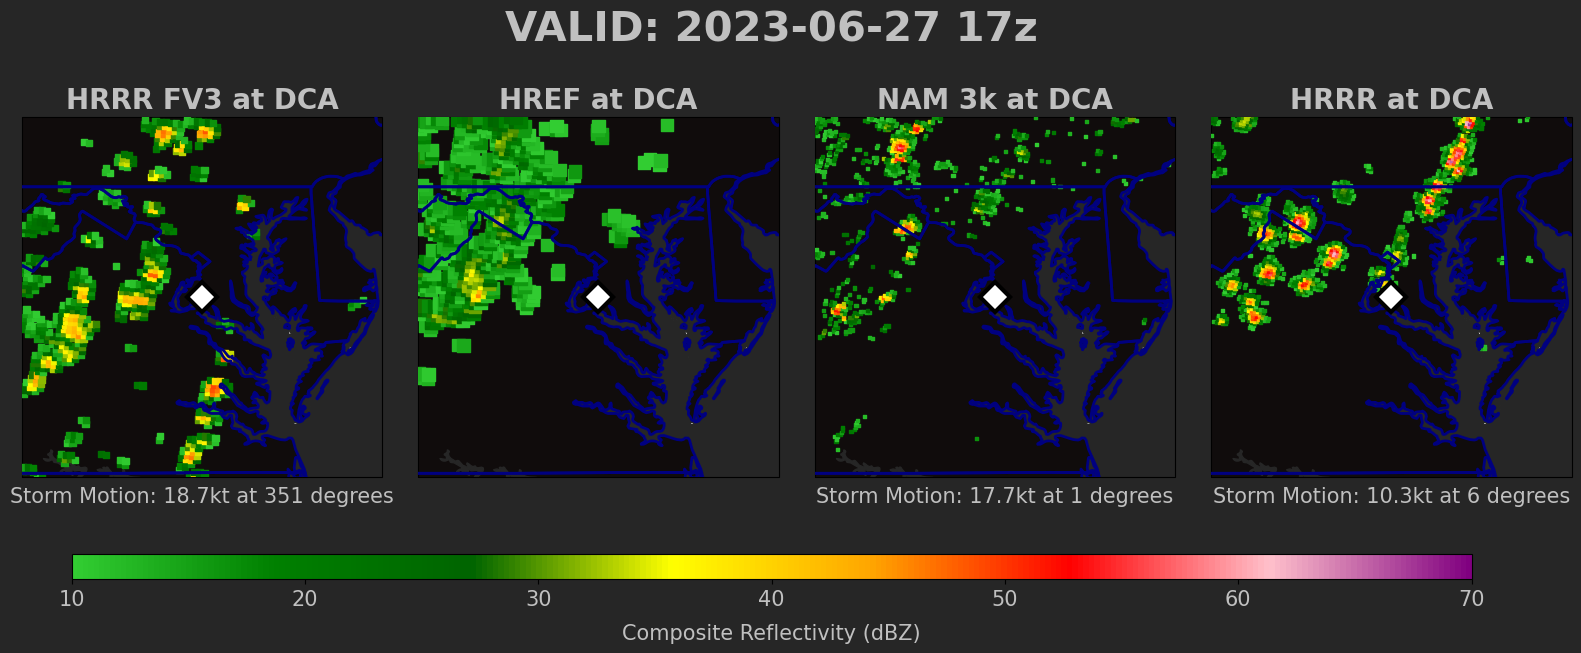 VALID: 2023-06-27 17z
HRRR FV3 at DCA
HREF at DCA
NAM 3k at DCA
HRRR at DCA
Storm Motion: 18.7kt at 351 degrees
Storm Motion: 17.7kt at 1 degrees
Storm Motion: 10.3kt at 6 degrees
10 20 30 40 50 60 70
Composite Reflectivity (dBZ)